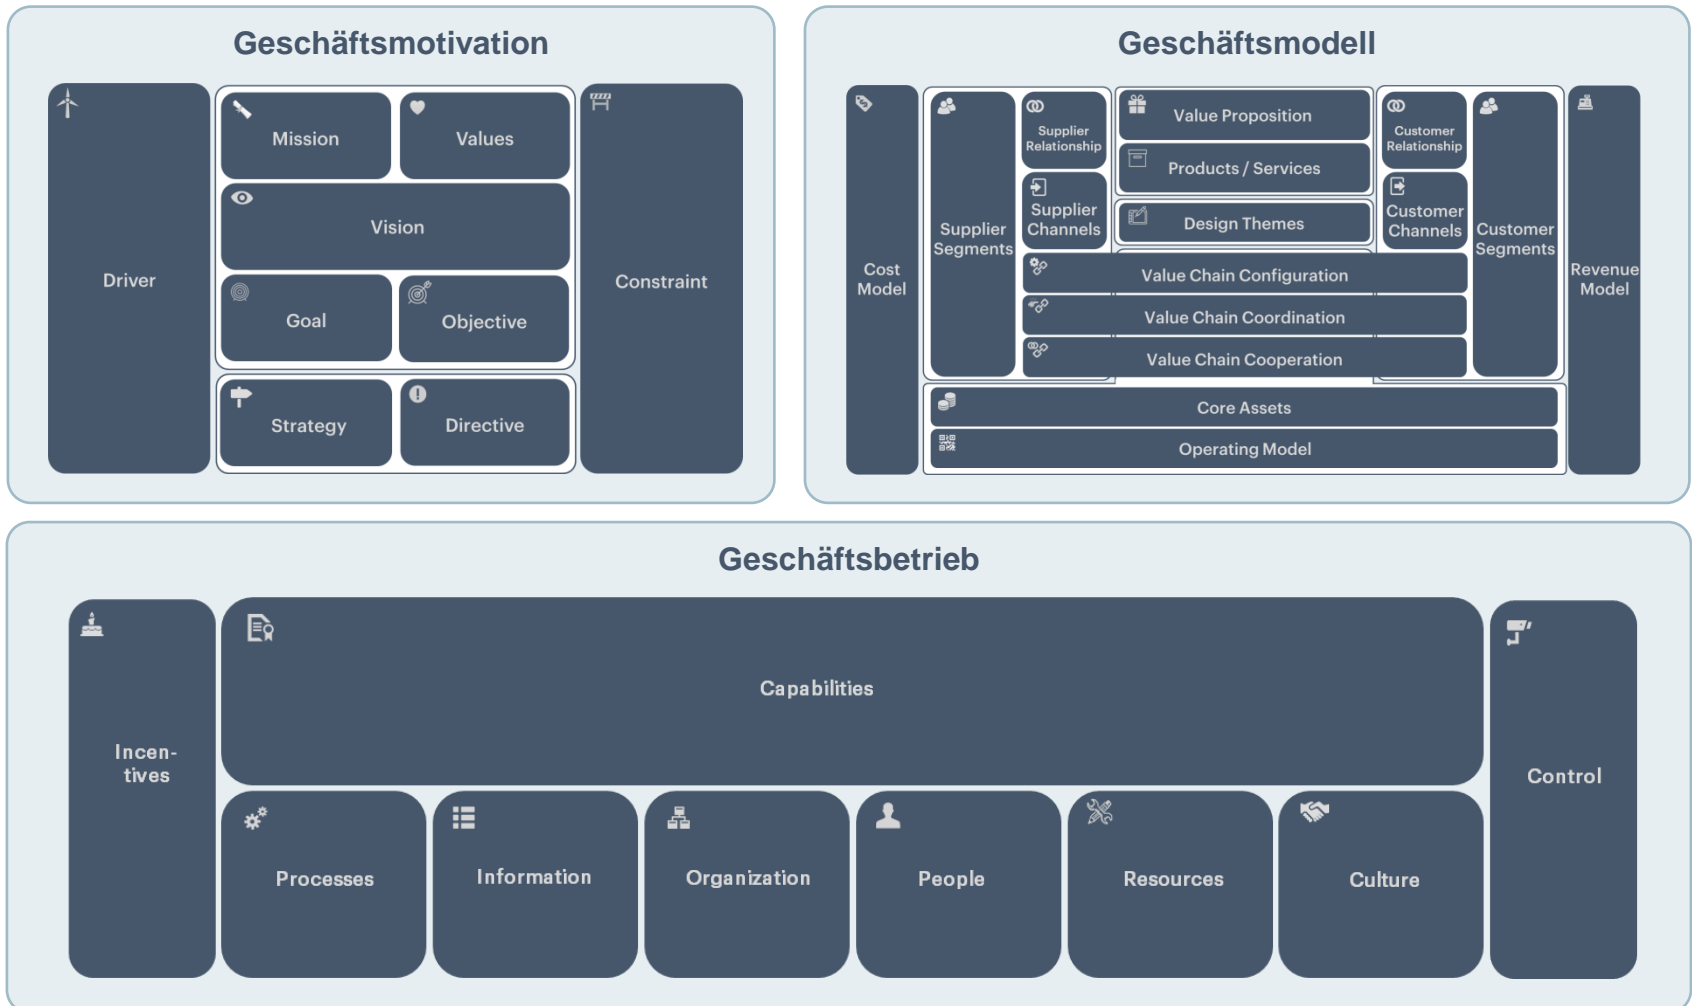 Geschäftsmotivation
Driver
Mission
Values
Vision
Goal
Objective
Strategy
Directive
Constraint
Geschäftsmodell
Cost
Model
Supplier
Segments
Supplier
Relationship
Supplier
Channels
Value Proposition
Products / Services
Design Themes
Customer
Relationship
Customer
Channels
Customer
Segments
Value Chain Configuration
Value Chain Coordination
Value Chain Cooperation
Core Assets
Operating Model
Revenue
Model
Geschäftsbetrieb
Incen-
tives
Capabilities
Processes
Information
Organization
People
Resources
Culture
Control